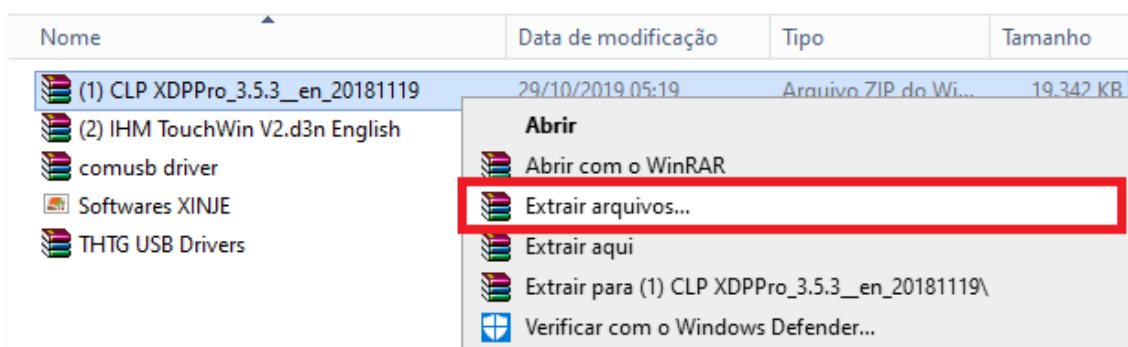 Nome Data de modificação Tipo Tamanho
(1) CLP XDPPro_3.5.3__en_20181119 29/10/2019 05:19 Arquivo ZIP do Wi... 19.342 KB
(2) IHM TouchWin V2.d3n English
Abrir
comusb driver
Abrir com o WinRAR
Softwares XINJE
Extrair arquivos...
THTG USB Drivers
Extrair aqui
Extrair para (1) CLP XDPPro_3.5.3__en_20181119\
Verificar com o Windows Defender...